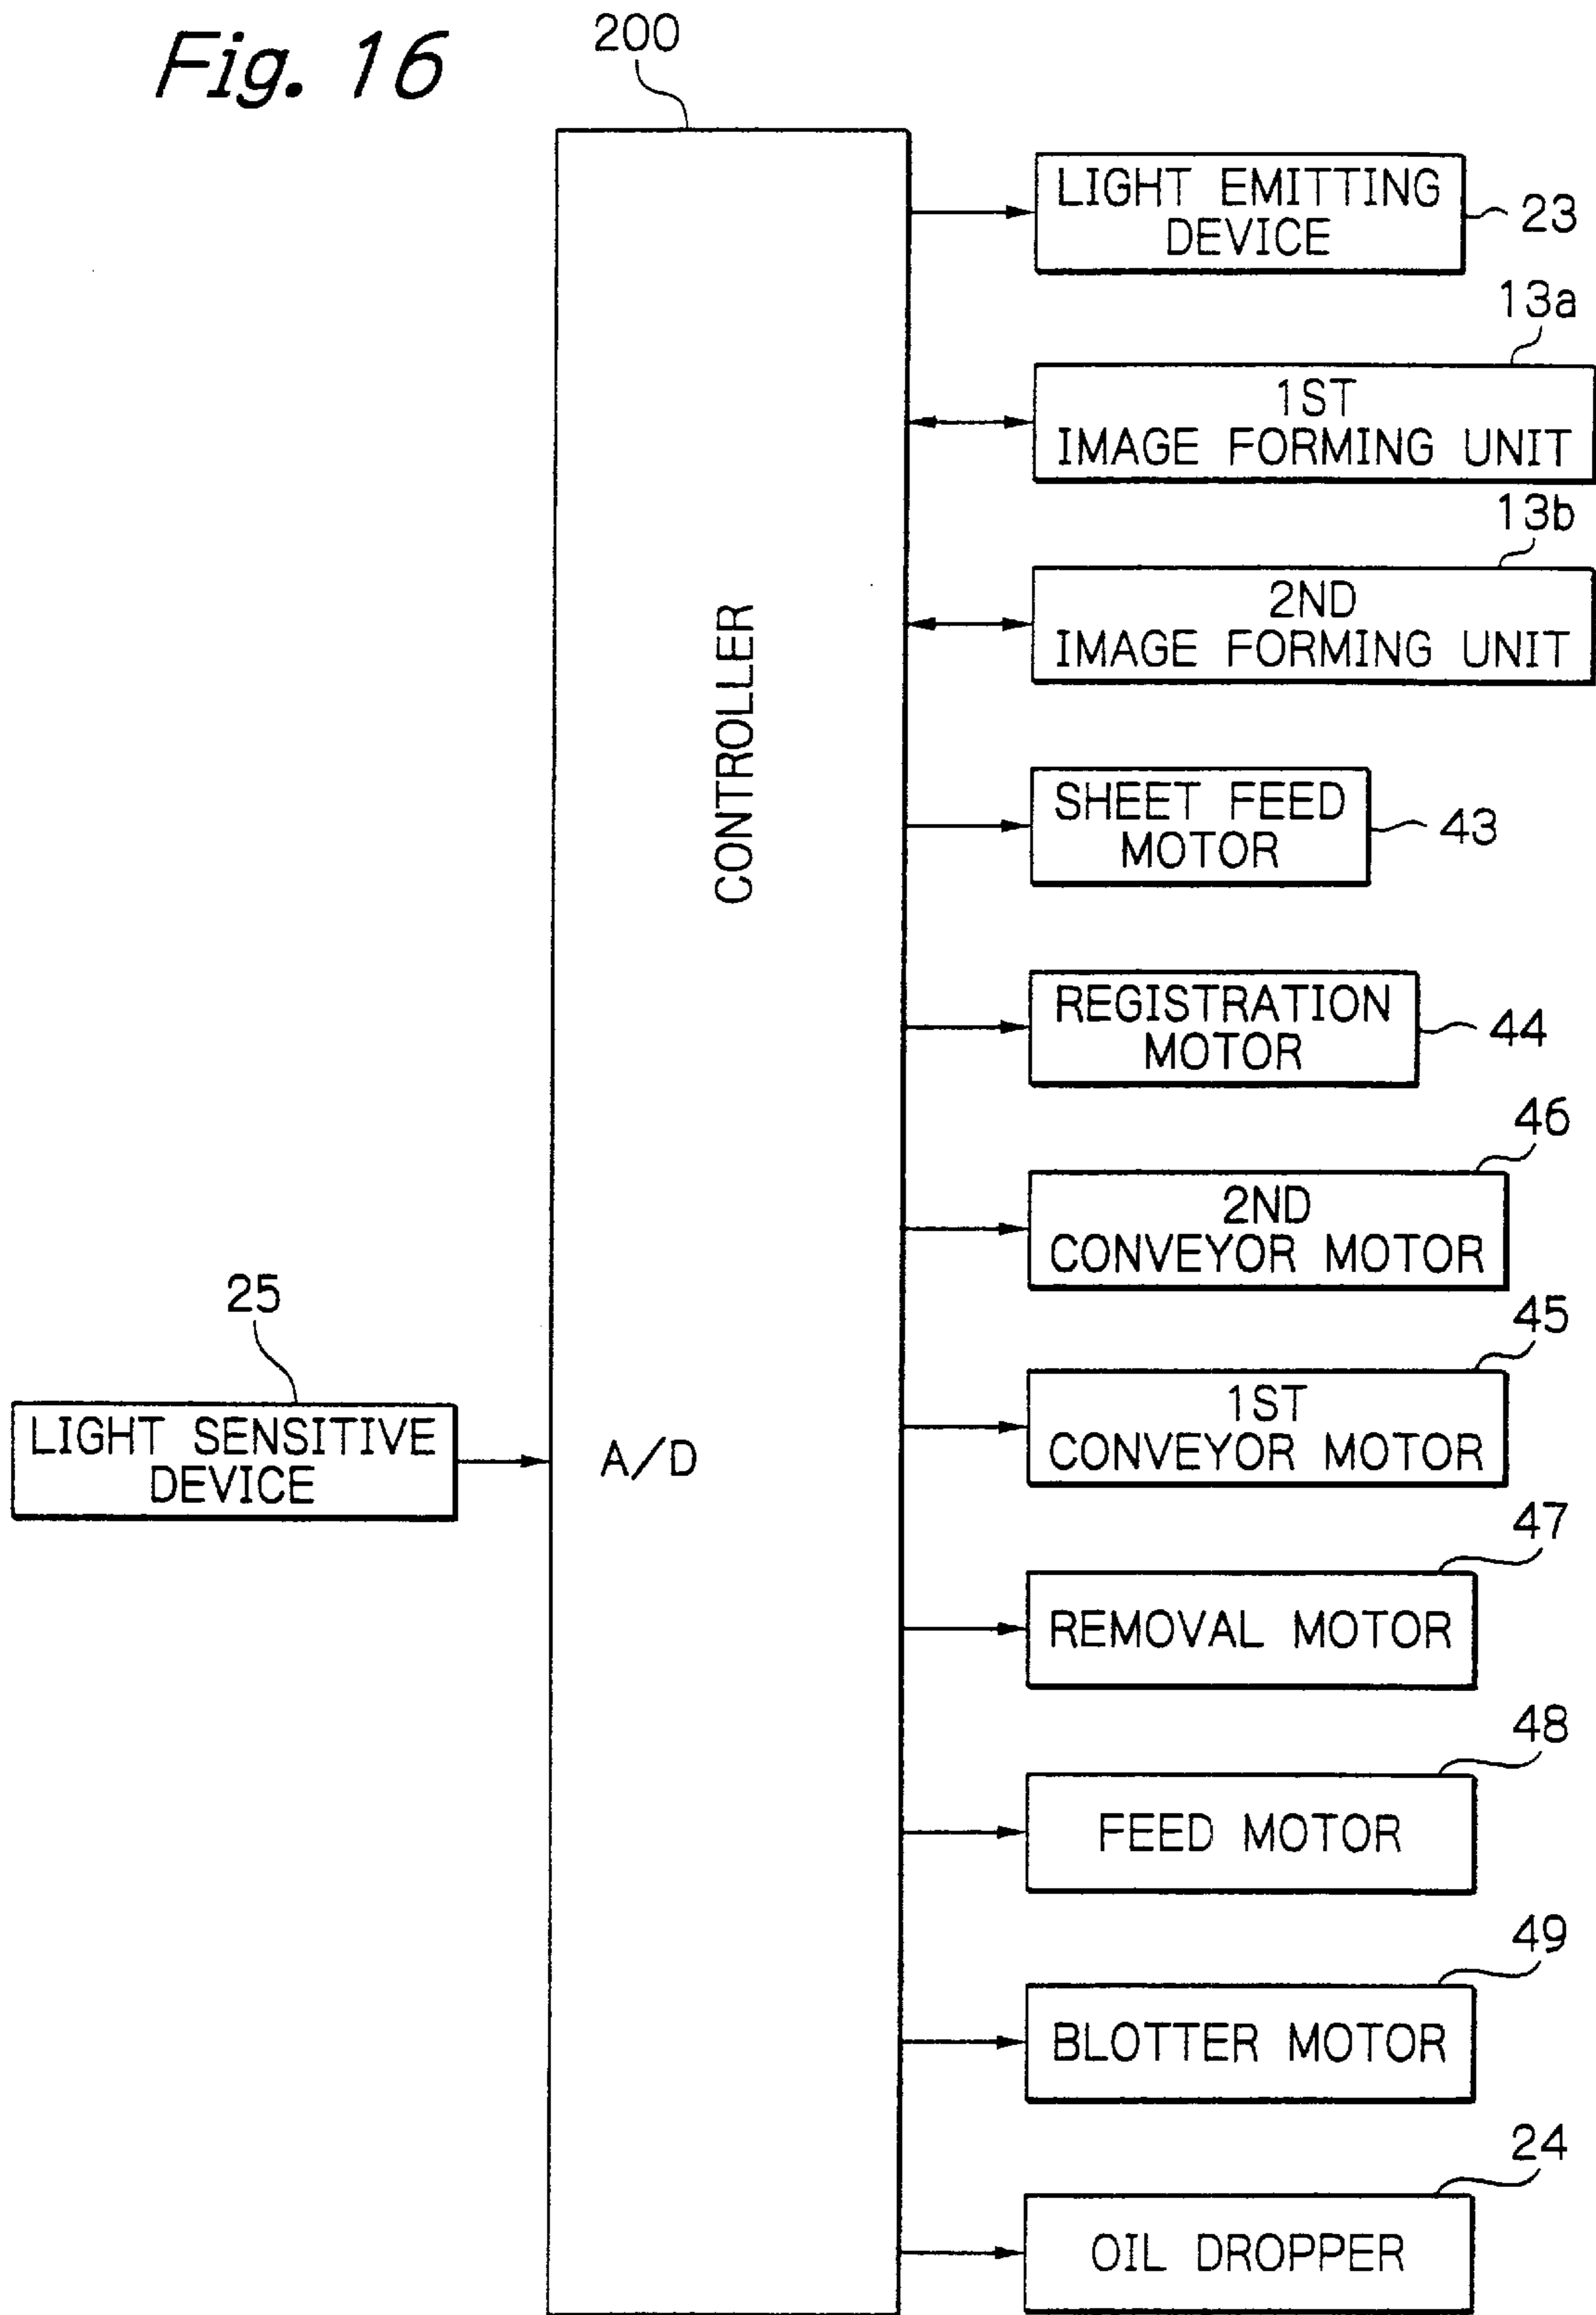 Fig. 16
200
LIGHT EMITTING
DEVICE
23
13a
1ST
IMAGE FORMING UNIT
13b
2ND
IMAGE FORMING UNIT
CONTROLLER
SHEET FEED
MOTOR
43
REGISTRATION
MOTOR
44
46
2ND
CONVEYOR MOTOR
25
LIGHT SENSITIVE
DEVICE
A/D
45
1ST
CONVEYOR MOTOR
47
REMOVAL MOTOR
48
FEED MOTOR
49
BLOTTER MOTOR
24
OIL DROPPER